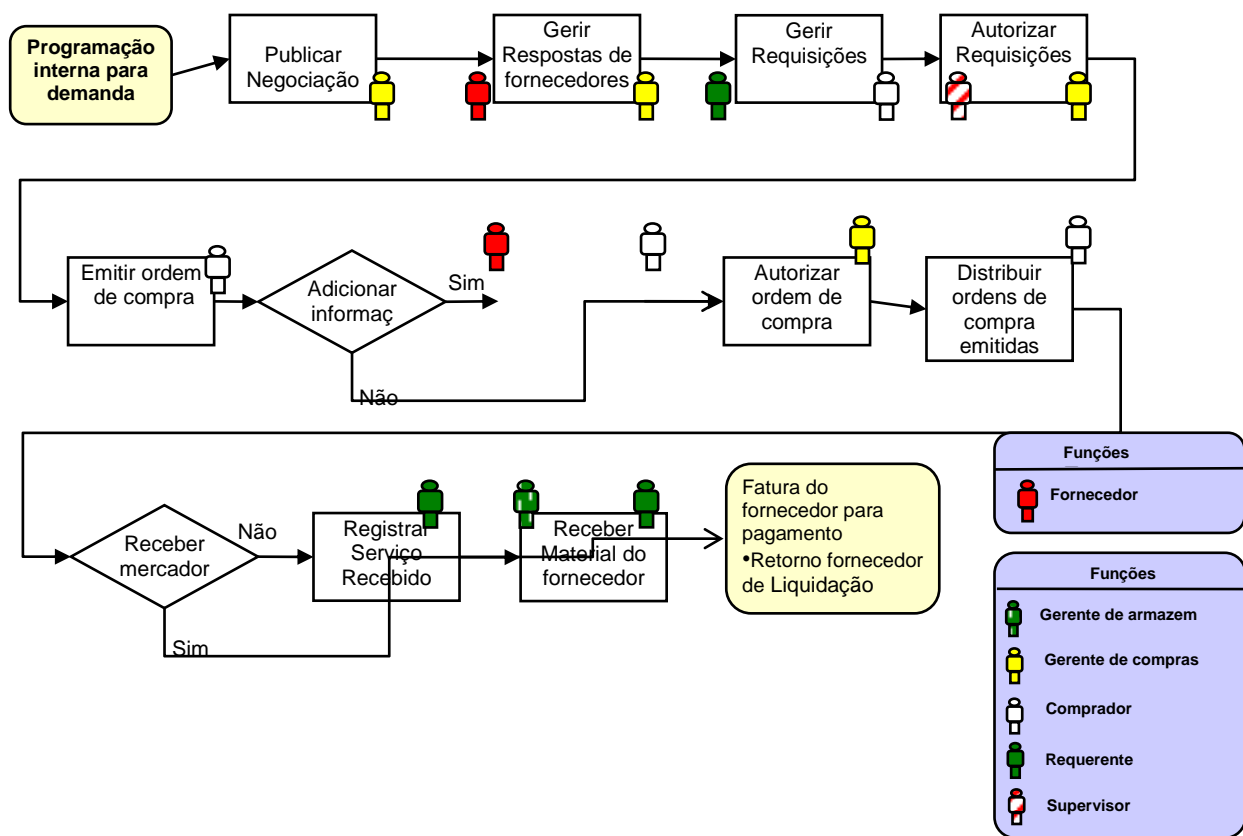 Programação
interna para
demanda
Publicar
Negociação
Gerir
Respostas de
fornecedores
Gerir
Requisições
Autorizar
Requisições
Emitir ordem
de compra
Adicionar
informaç
Sim
Não
Autorizar
ordem de
compra
Distribuir
ordens de
compra
emitidas
Receber
mercador
Não
Sim
Registrar
Serviço
Recebido
Receber
Material do
fornecedor
Fatura do
fornecedor para
pagamento
•Retorno fornecedor
de Liquidação
Funções
Fornecedor
Funções
Gerente de armazem
Gerente de compras
Comprador
Requerente
Supervisor